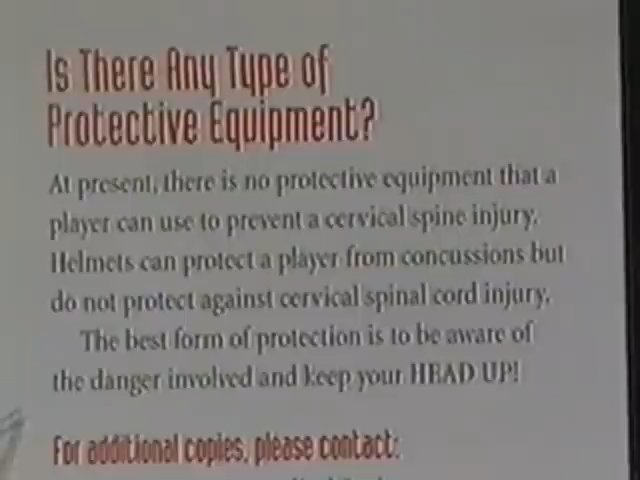 Is There Any Type of
Protective Equipment?
At present, there is no protective equipment that a
player can use to prevent a cervical spine injury.
Helmets can protect a player from concussions but
do not protect against cervical spinal cord injury.
The best form of protection is to be aware of
the danger involved and keep your HEAD UP!
For additional copies, please contact: